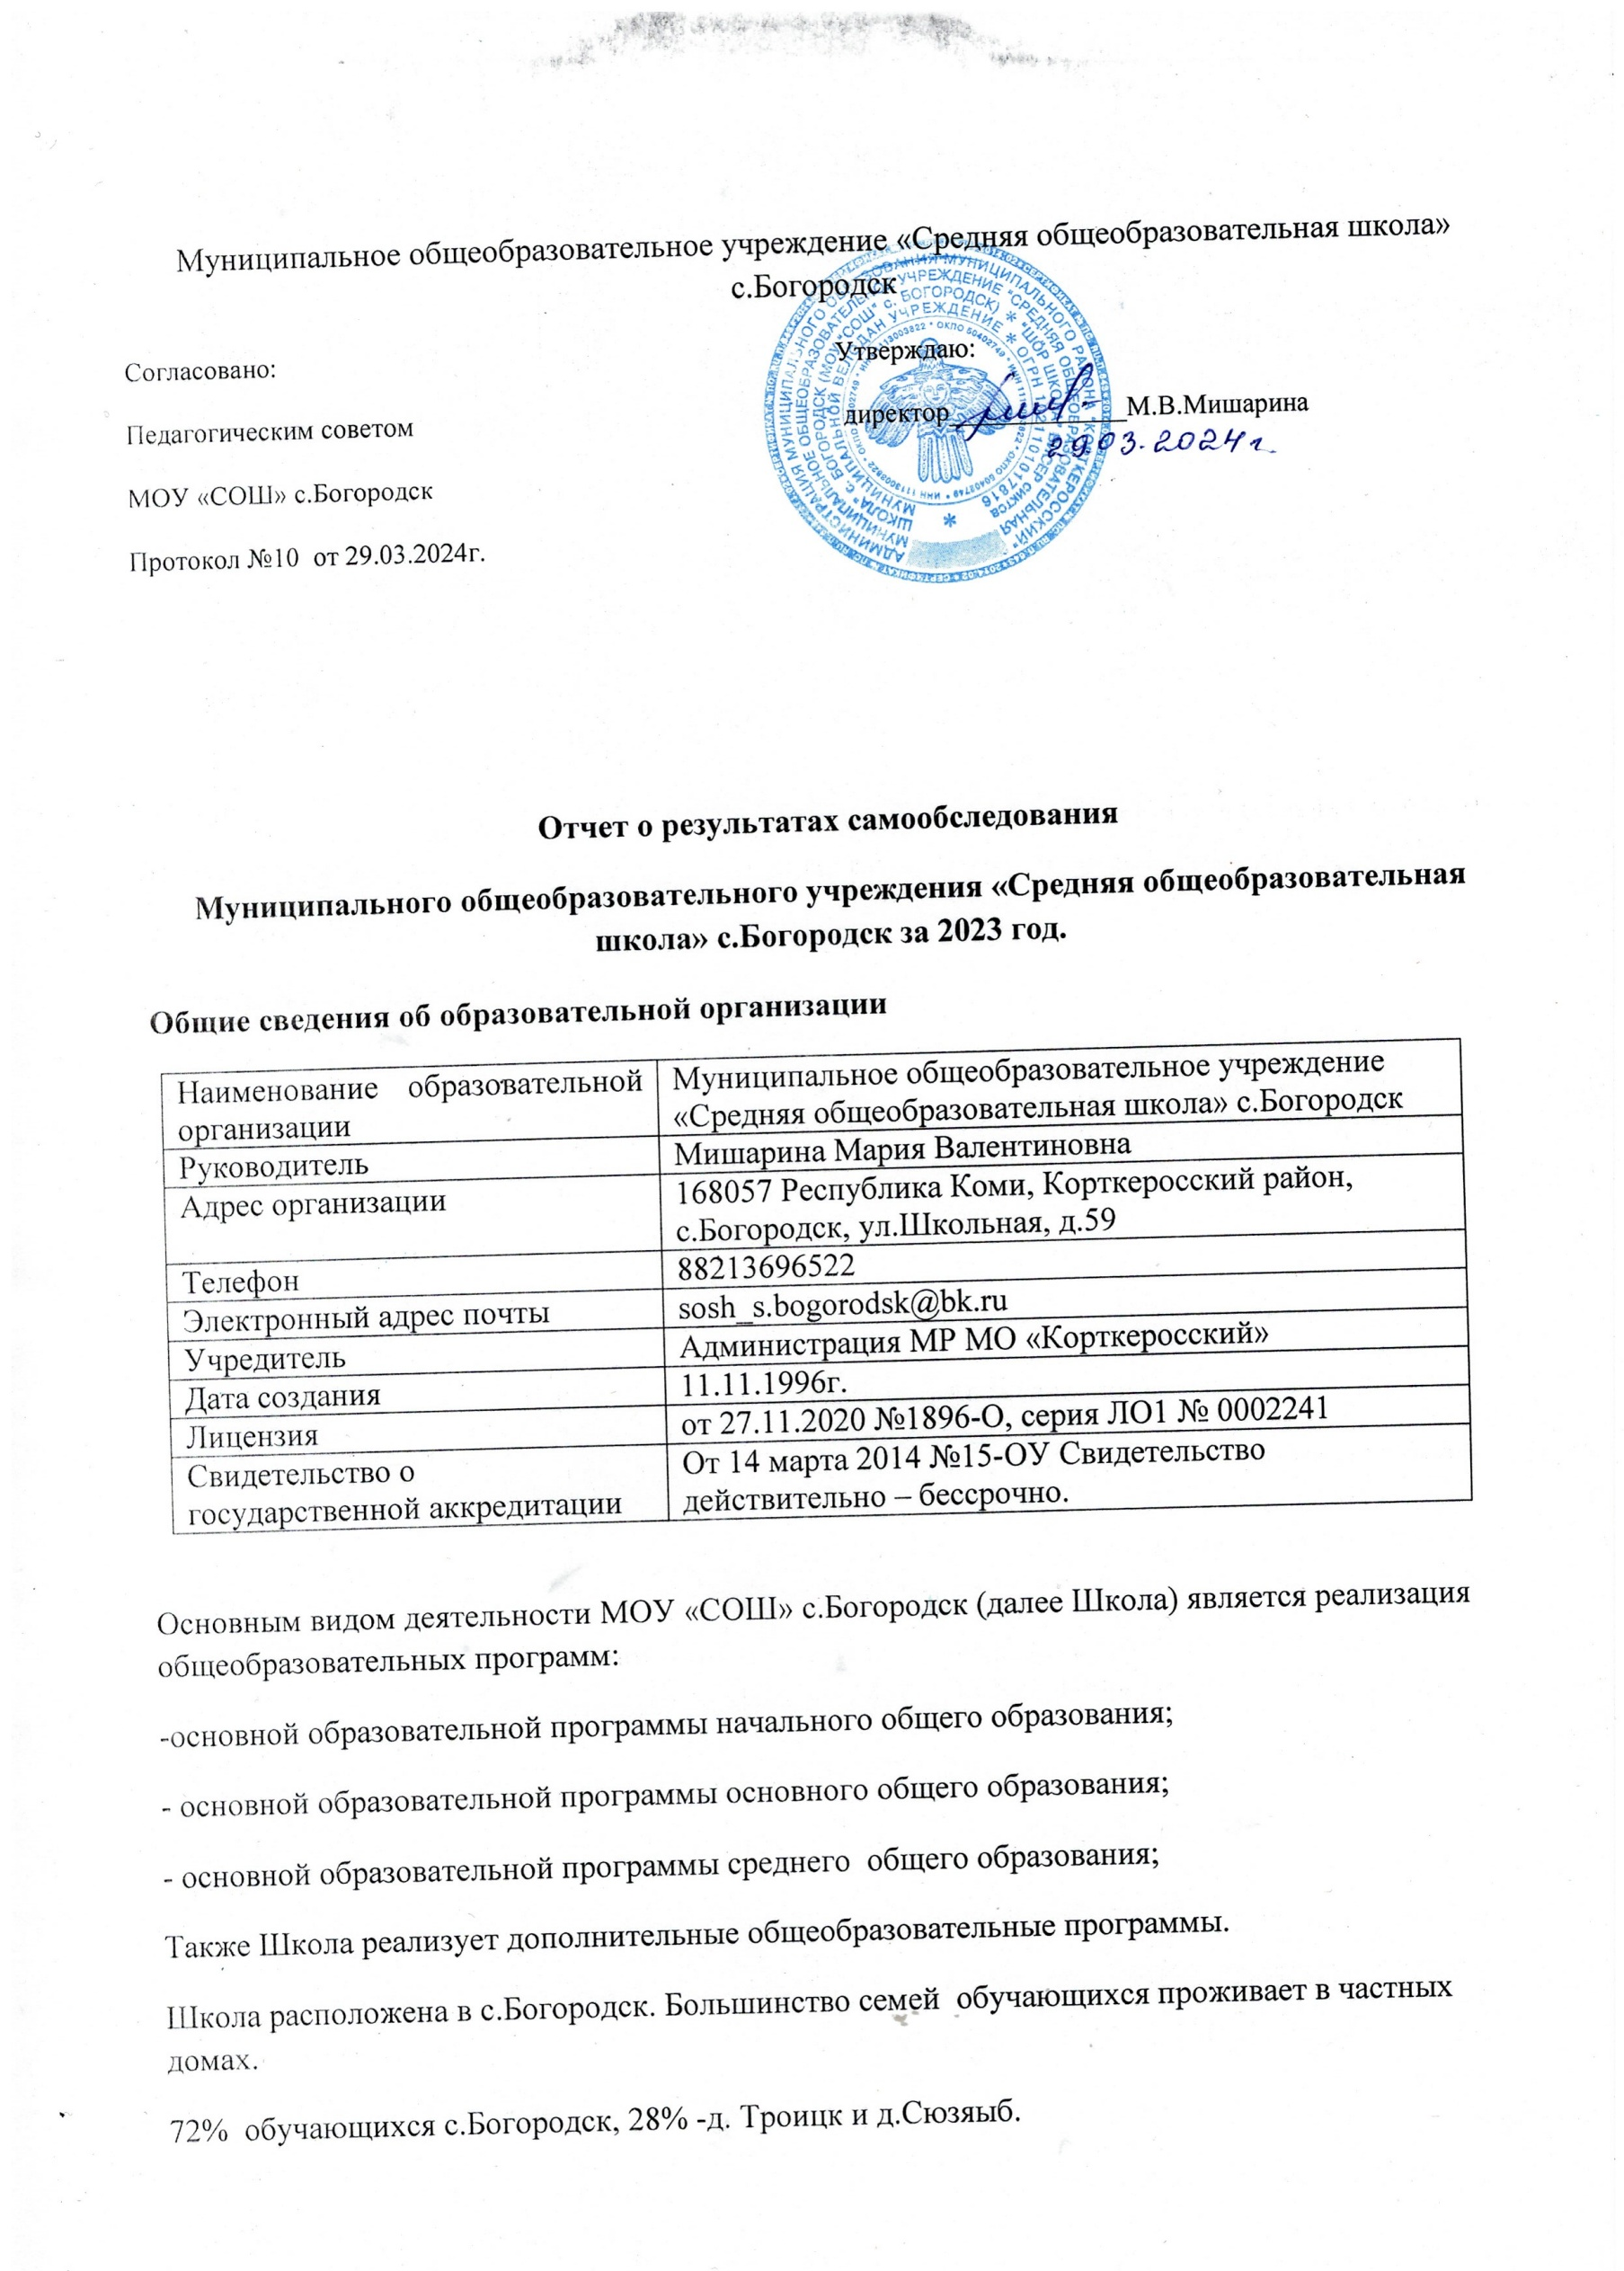 Муниципальное общеобразовательное учреждение «Средняя общеобразовательная школа»
с.Богородск
Согласовано:
Педагогическим советом
МОУ «СОШ» с.Богородск
Протокол №10 от 29.03.2024г.
Утверждаю:
директор____________М.В.Мишарина
29.03.2024г.
Отчет о результатах самообследования
Муниципального общеобразовательного учреждения «Средняя общеобразовательная
школа» с.Богородск за 2023 год.
Общие сведения об образовательной организации
Наименование образовательной
организации
Муниципальное общеобразовательное учреждение
«Средняя общеобразовательная школа» с.Богородск
Руководитель
Мишарина Мария Валентиновна
Адрес организации
168057 Республика Коми, Корткеросский район,
с.Богородск, ул.Школьная, д.59
Телефон
88213696522
Электронный адрес почты
sosh_s.bogorodsk@bk.ru
Учредитель
Администрация МР МО «Корткеросский»
Дата создания
11.11.1996г.
Лицензия
от 27.11.2020 №1896-О, серия ЛО1 № 0002241
Свидетельство о
государственной аккредитации
От 14 марта 2014 №15-ОУ Свидетельство
действительно – бессрочно.
Основным видом деятельности МОУ «СОШ» с.Богородск (далее Школа) является реализация
общеобразовательных программ:
-основной образовательной программы начального общего образования;
- основной образовательной программы основного общего образования;
- основной образовательной программы среднего общего образования;
Также Школа реализует дополнительные общеобразовательные программы.
Школа расположена в с.Богородск. Большинство семей обучающихся проживает в частных
домах.
72% обучающихся с.Богородск, 28% -д. Троицк и д.Сюзяыб.